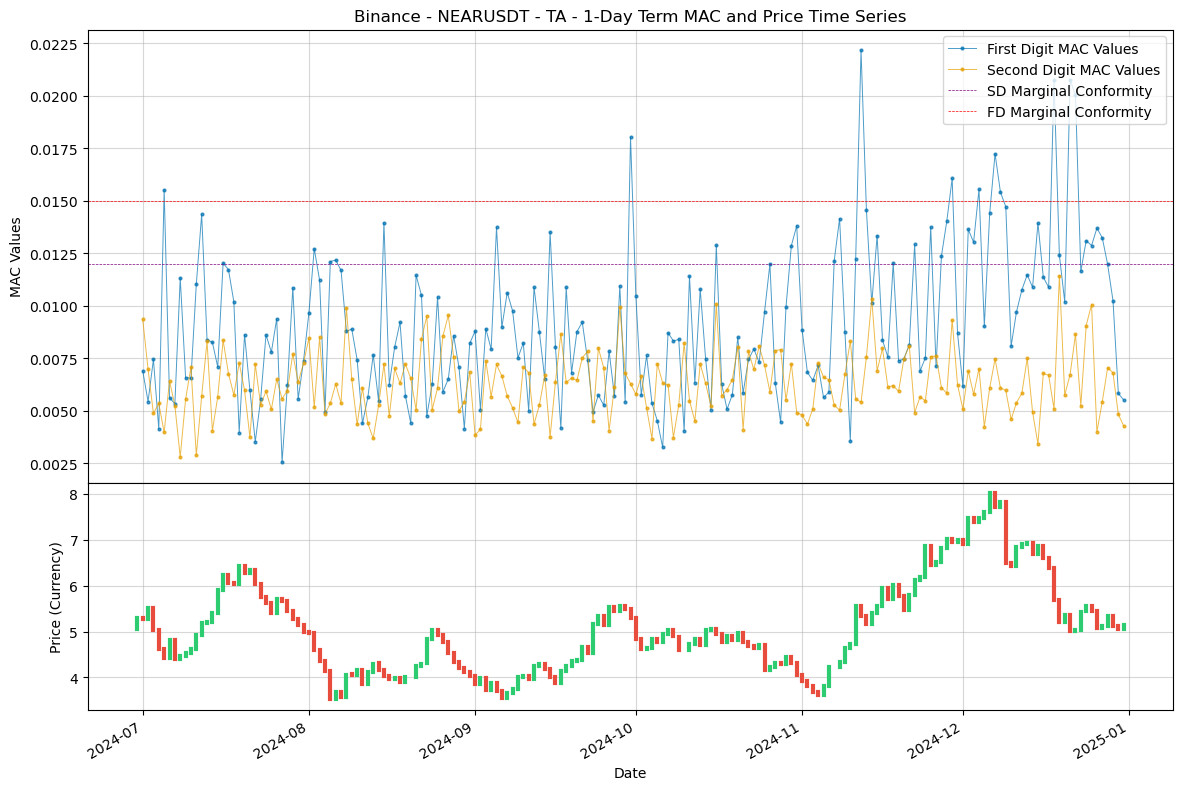 Binance - NEARUSDT - TA - 1-Day Term MAC and Price Time Series
First Digit MAC Values
Second Digit MAC Values
SD Marginal Conformity
FD Marginal Conformity
MAC Values
0.0225
0.0200
0.0175
0.0150
0.0125
0.0100
0.0075
0.0050
0.0025
Price (Currency)
8
7
6
5
4
2024-07
2024-08
2024-09
2024-10
2024-11
2024-12
2025-01
Date